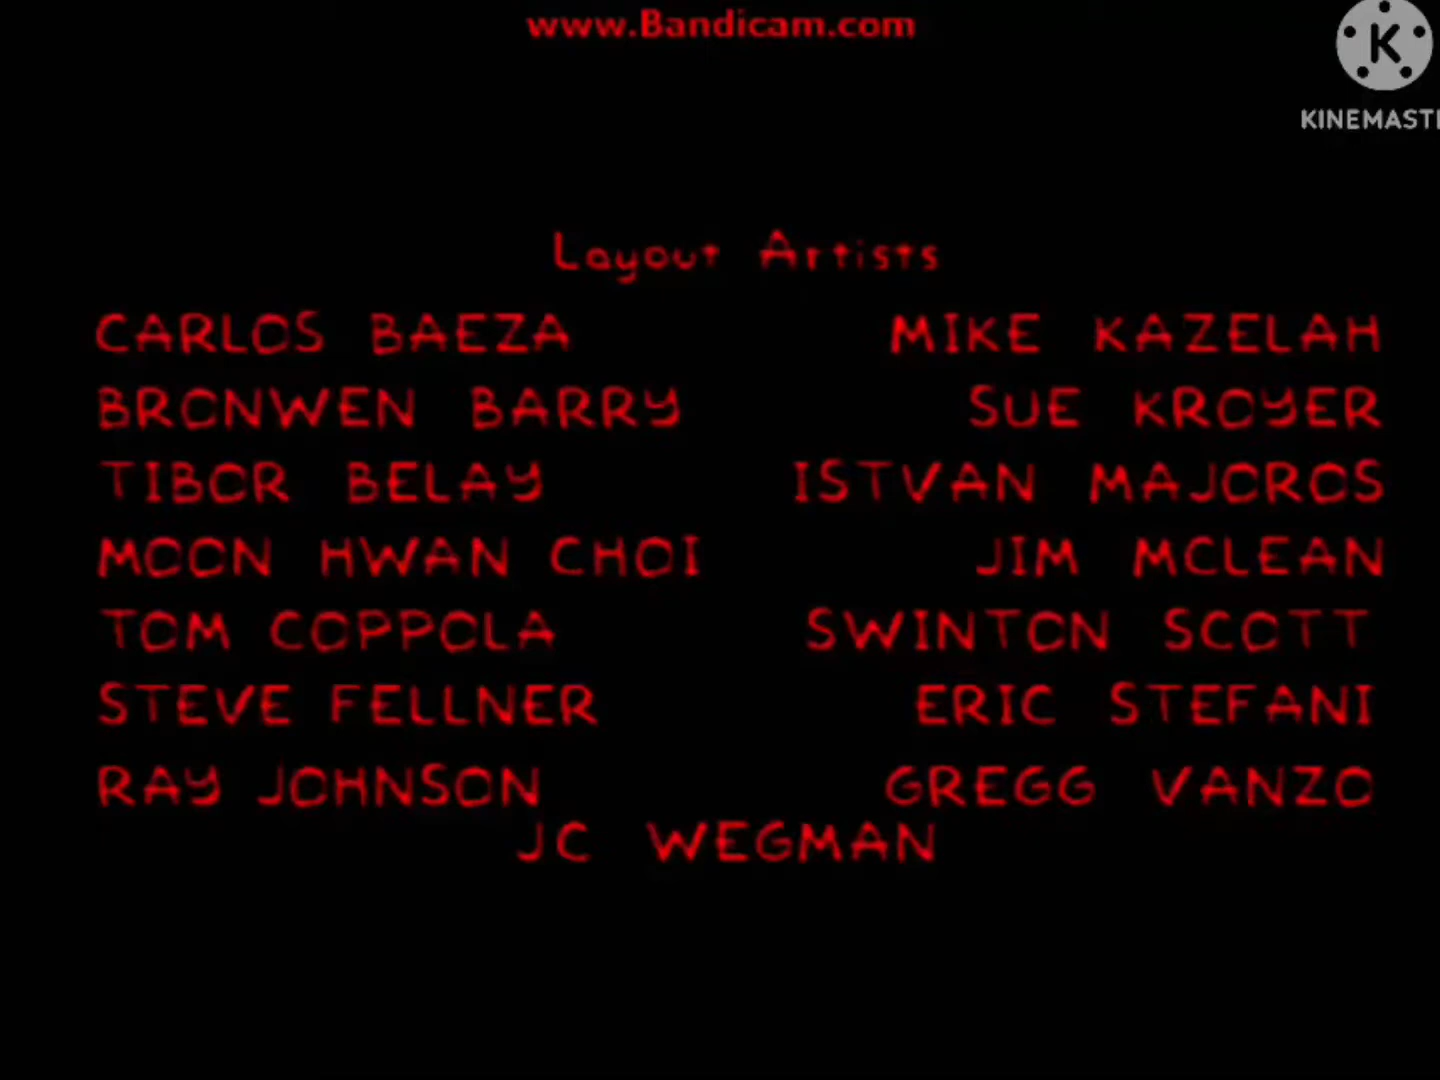 www.Bandicam.com
KINEMAST
Layout Artists
CARLOS BAEZA MIKE KAZELAH
BRONWEN BARRY SUE KROYER
TIBOR BELAY ISTVAN MAJOROS
MOON HWAN CHOI JIM MCLEAN
TOM COPPOLA SWINTON SCOTT
STEVE FELLNER ERIC STEFANI
RAY JOHNSON GREGG VANZO
JC WEGMAN